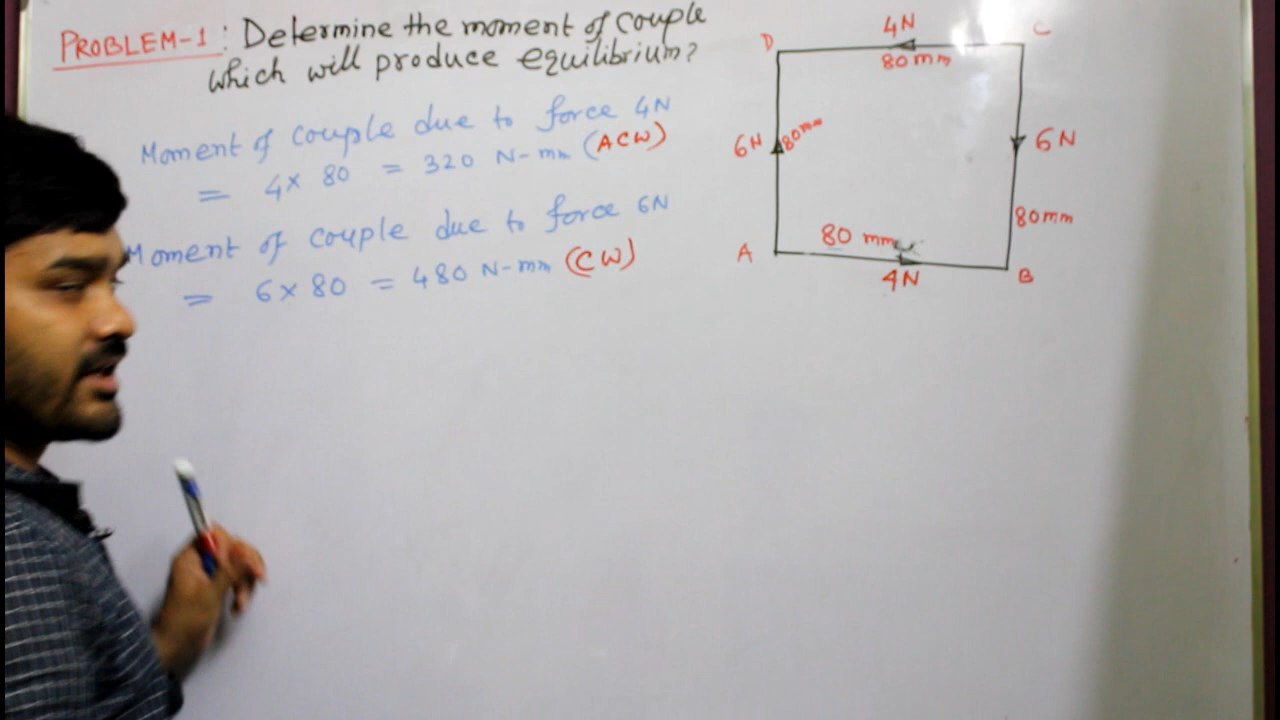 PROBLEM-1 : Determine the moment of couple
which will produce equilibrium?
Moment of couple due to force 4N
= 4 x 80 = 320 N-mm (ACW)
Moment of couple due to force 6N
= 6 x 80 = 480 N-mm (CW)
D
4N
C
80 mm
6N
80mm
6N
80mm
A
80 mm
4N
B